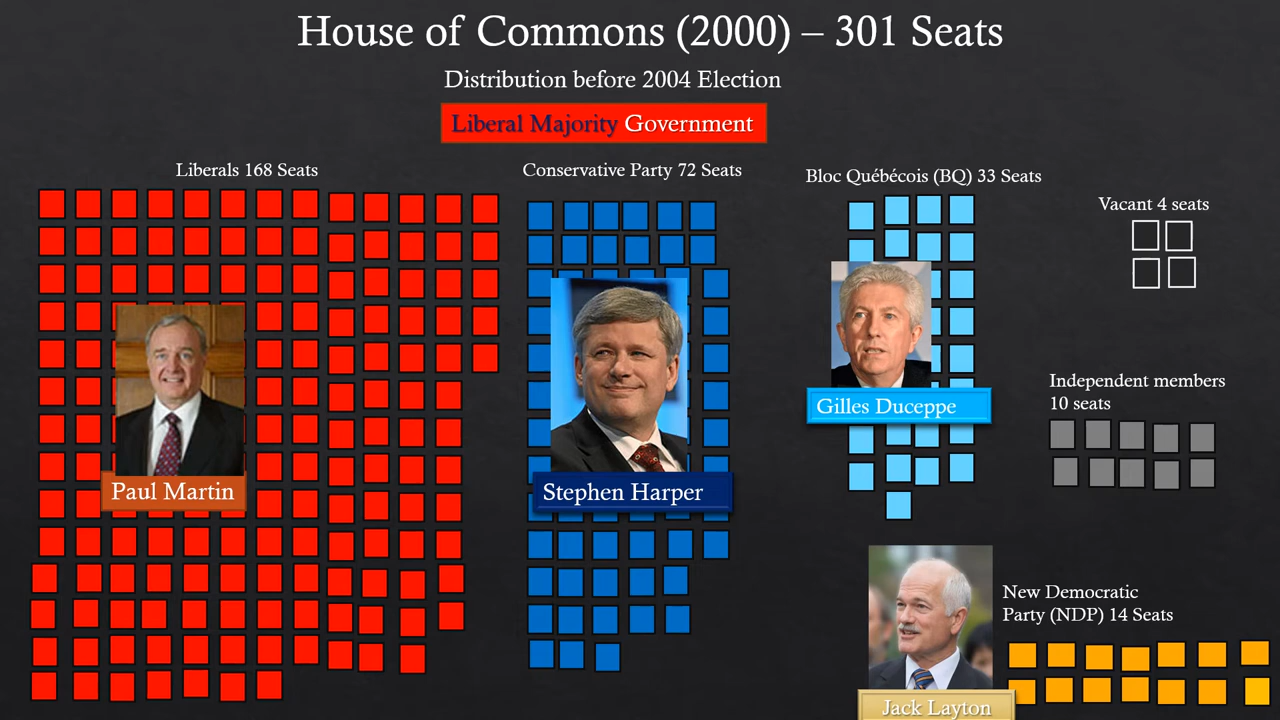 House of Commons (2000) – 301 Seats
Distribution before 2004 Election
Liberal Majority Government
Liberals 168 Seats
Conservative Party 72 Seats
Bloc Québécois (BQ) 33 Seats
Vacant 4 seats
Independent members
10 seats
Gilles Duceppe
Paul Martin
Stephen Harper
New Democratic
Party (NDP) 14 Seats
Jack Layton